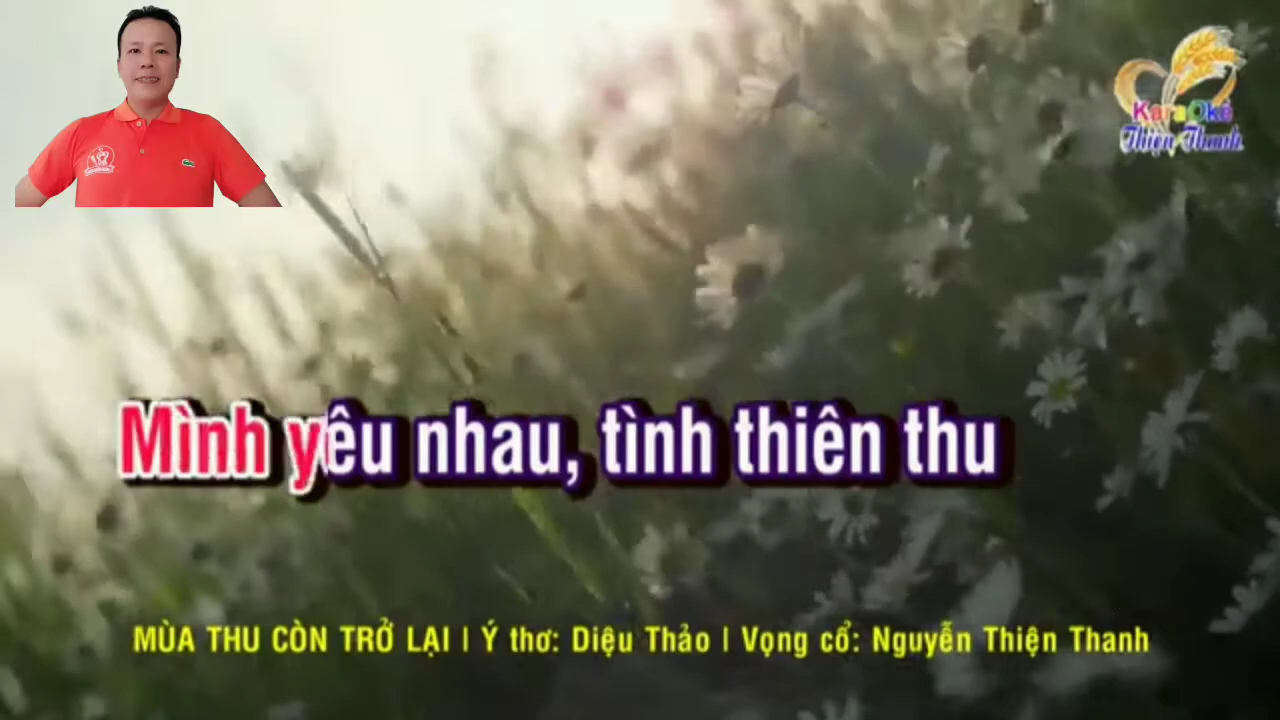 KaraOke
Thiện Thanh
Mình yêu nhau, tình thiên thu
MÙA THU CÒN TRỞ LẠI | Ý thơ: Diệu Thảo | Vọng cổ: Nguyễn Thiện Thanh